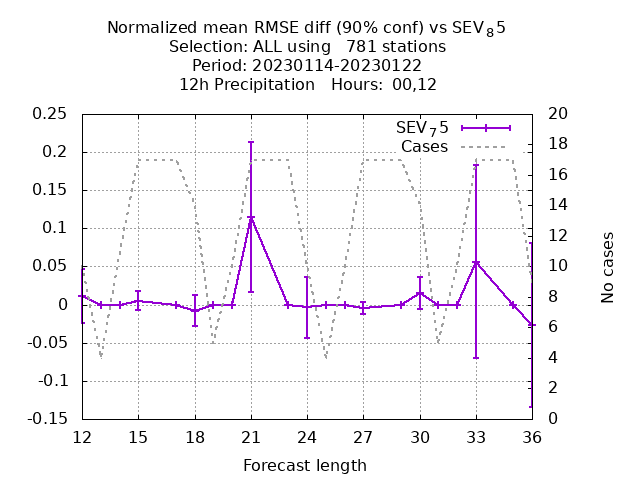 Normalized mean RMSE diff (90% conf) vs SEV₈5
Selection: ALL using   781 stations
Period: 20230114-20230122
12h Precipitation   Hours:  00,12
SEV₇5
Cases
0.25
0.2
0.15
0.1
0.05
0
-0.05
-0.1
-0.15
20
18
16
14
12
10
8
6
4
2
0
No cases
12 15 18 21 24 27 30 33 36
Forecast length